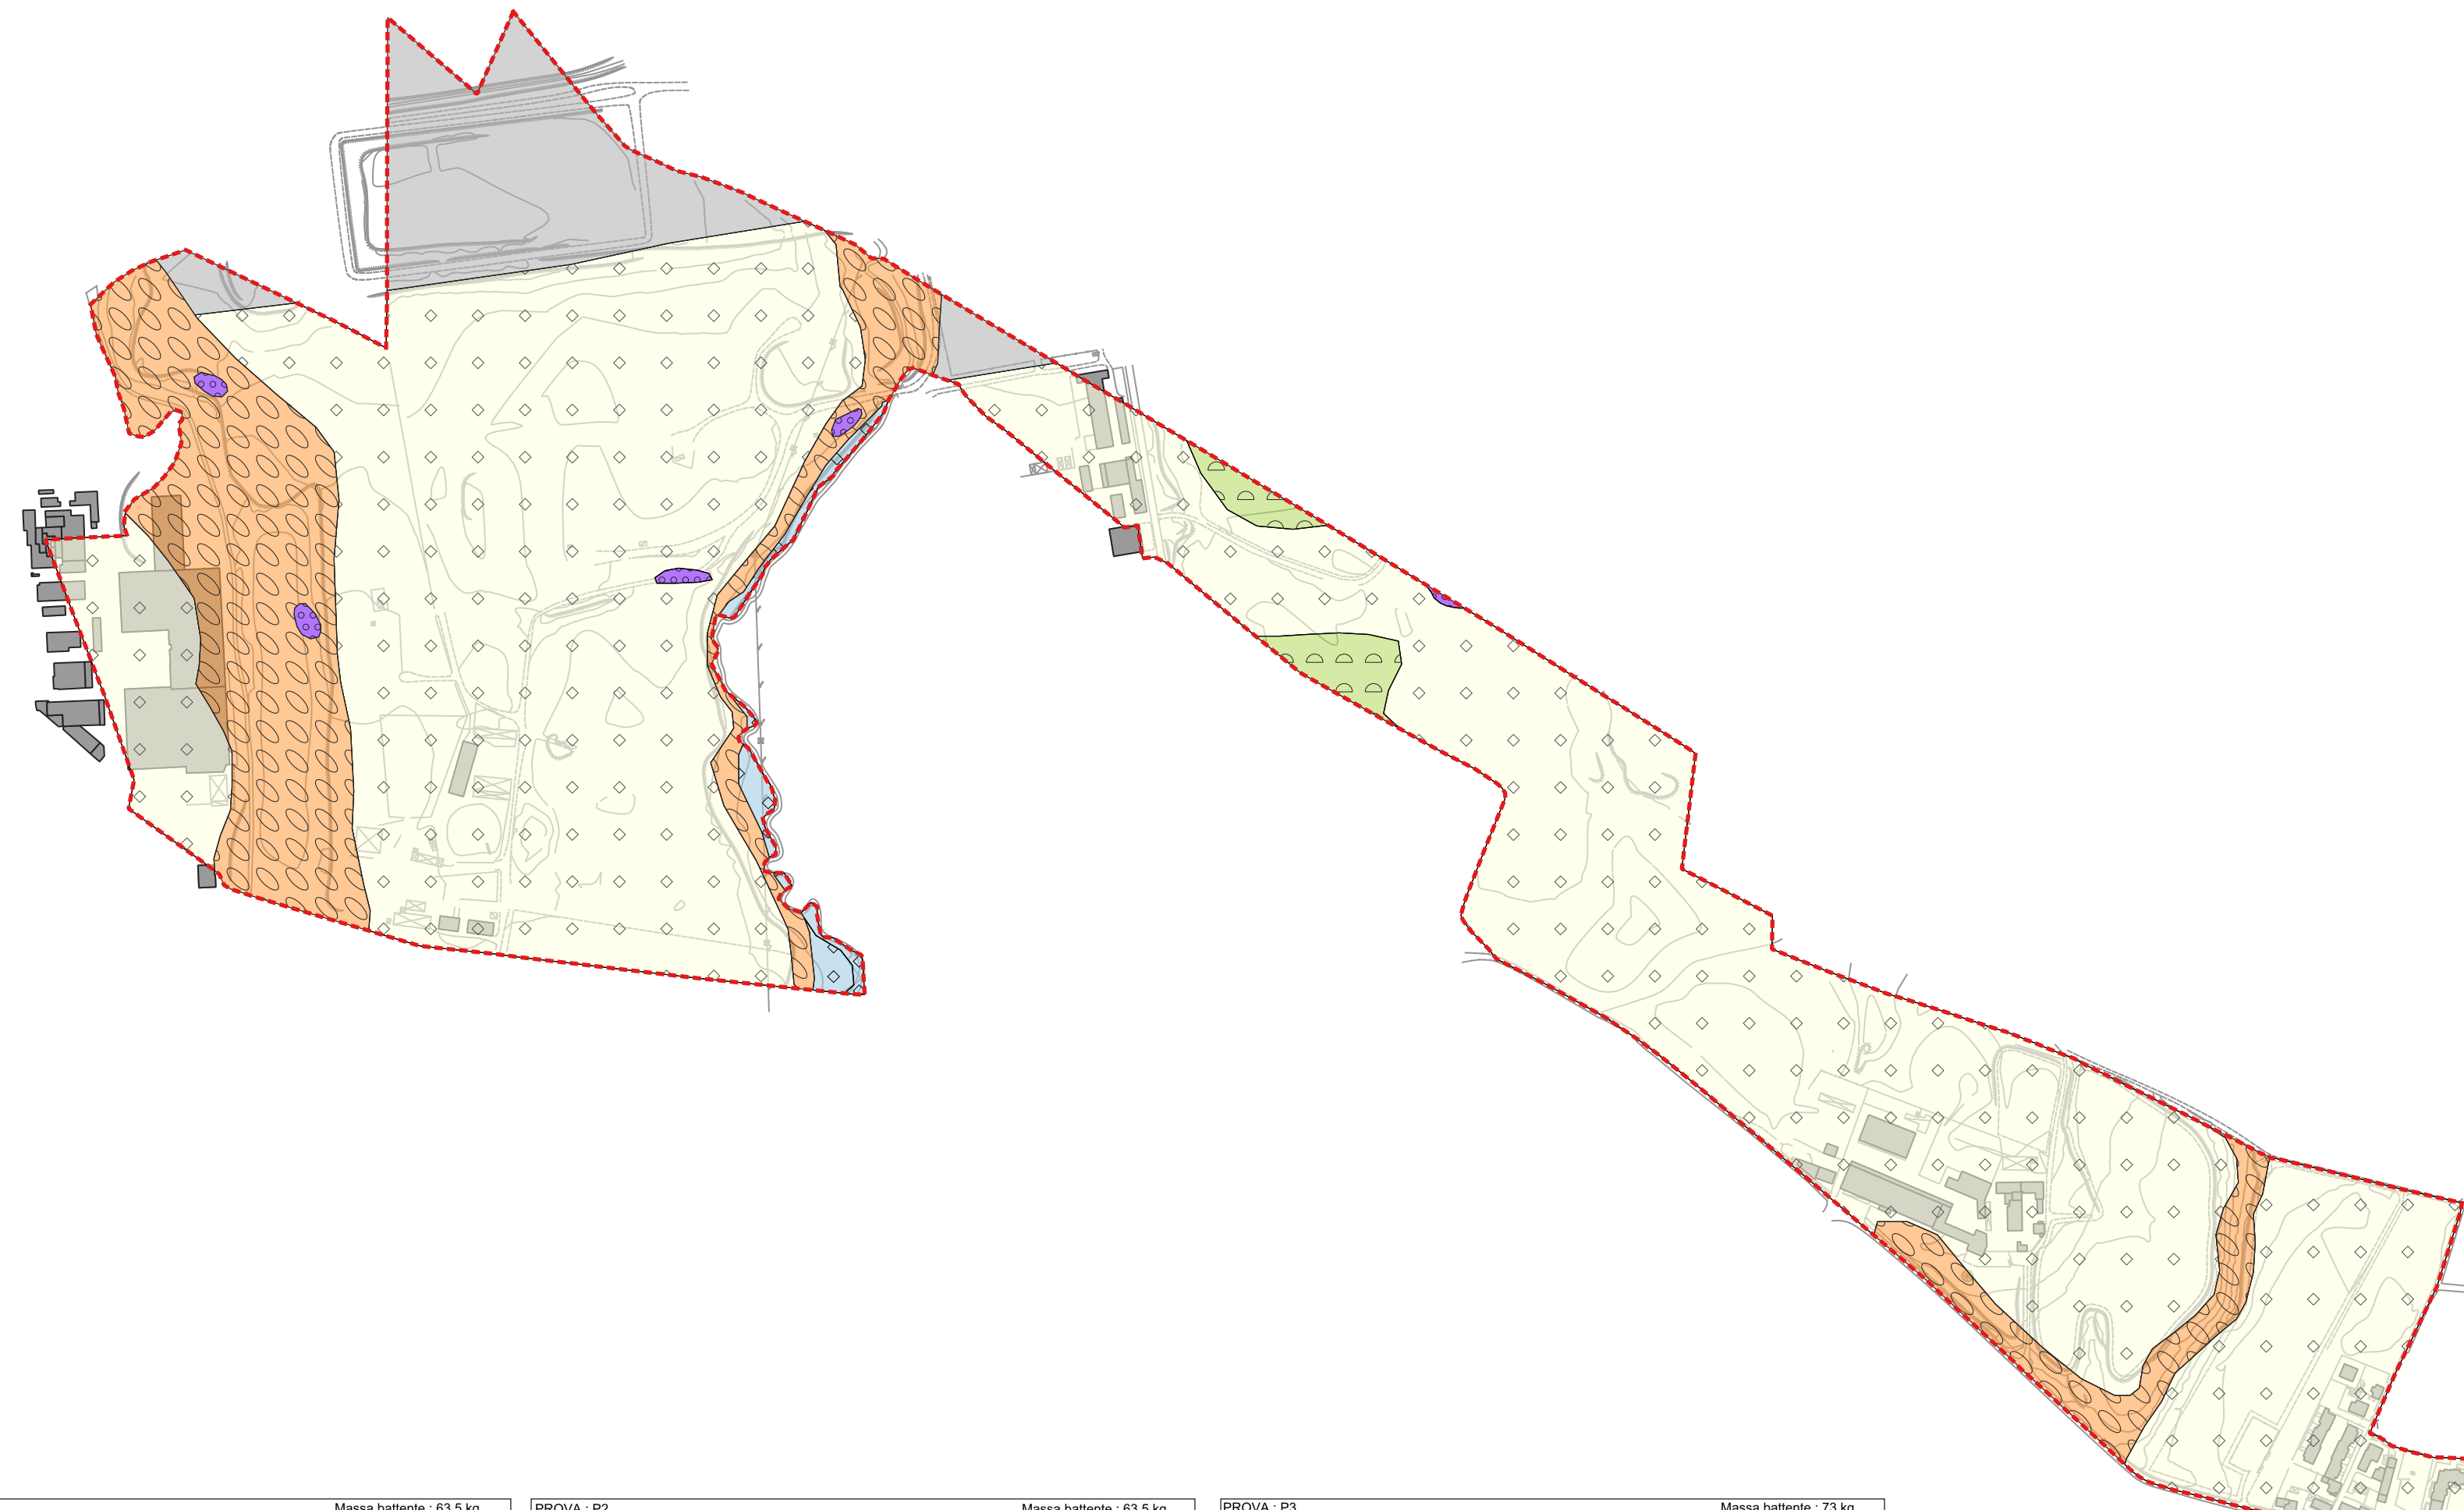 Massa battente : 63.5 kg
PROVA : P2
Massa battente : 63.5 kg
PROVA : P3
Massa battente : 73 kg